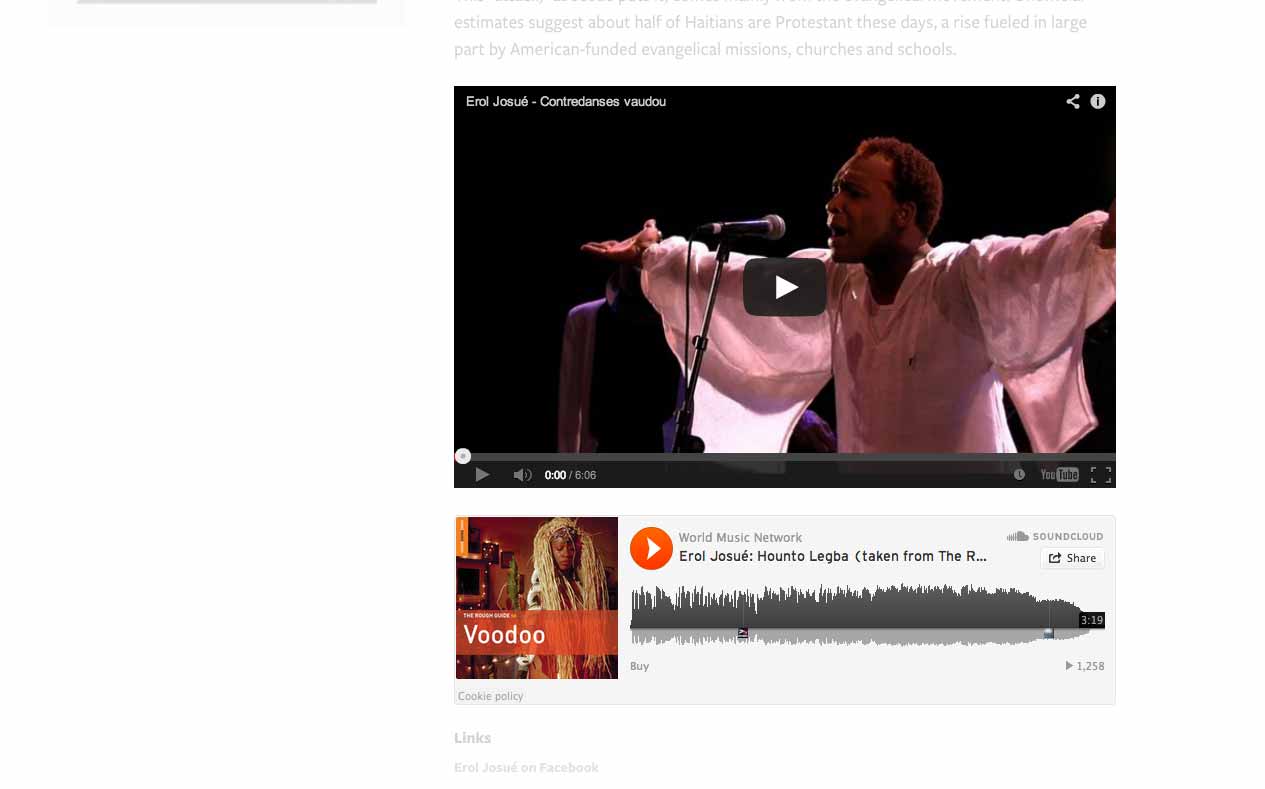 estimates suggest about half of Haitians are Protestant these days, a rise fueled in large
part by American-funded evangelical missions, churches and schools.
Erol Josué - Contredanses vaudou
0:00 / 6:06
YouTube
World Music Network
SOUNDCLOUD
Erol Josué: Hounto Legba (taken from The R...
Share
THE ROUGH GUIDE TO
Voodoo
3:19
Buy
1,258
Cookie policy
Links
Erol Josué on Facebook